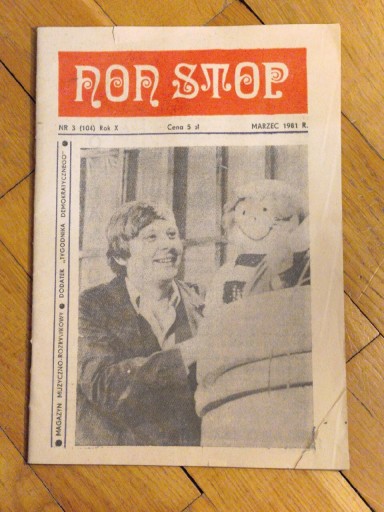 NON STOP
NR 3 (104) Rok X Cena 5 zł MARZEC 1981 R.
● MAGAZYN MUZYCZNO-ROZRYWKOWY ● DODATEK „TYGODNIKA DEMOKRATYCZNEGO" ●